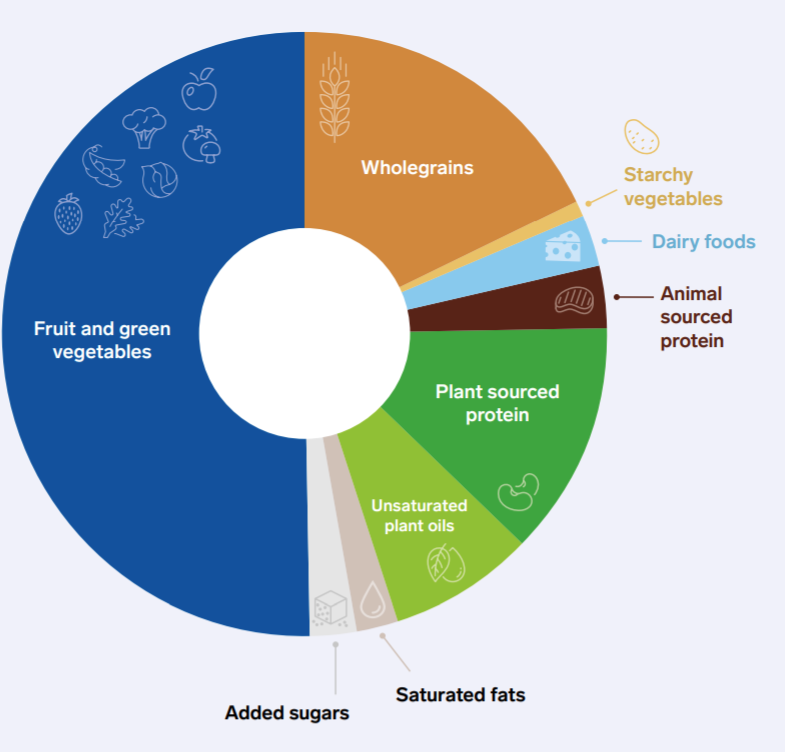 Wholegrains
Starchy
vegetables
Dairy foods
Animal
sourced
protein
Fruit and green
vegetables
Plant sourced
protein
Unsaturated
plant oils
Saturated fats
Added sugars